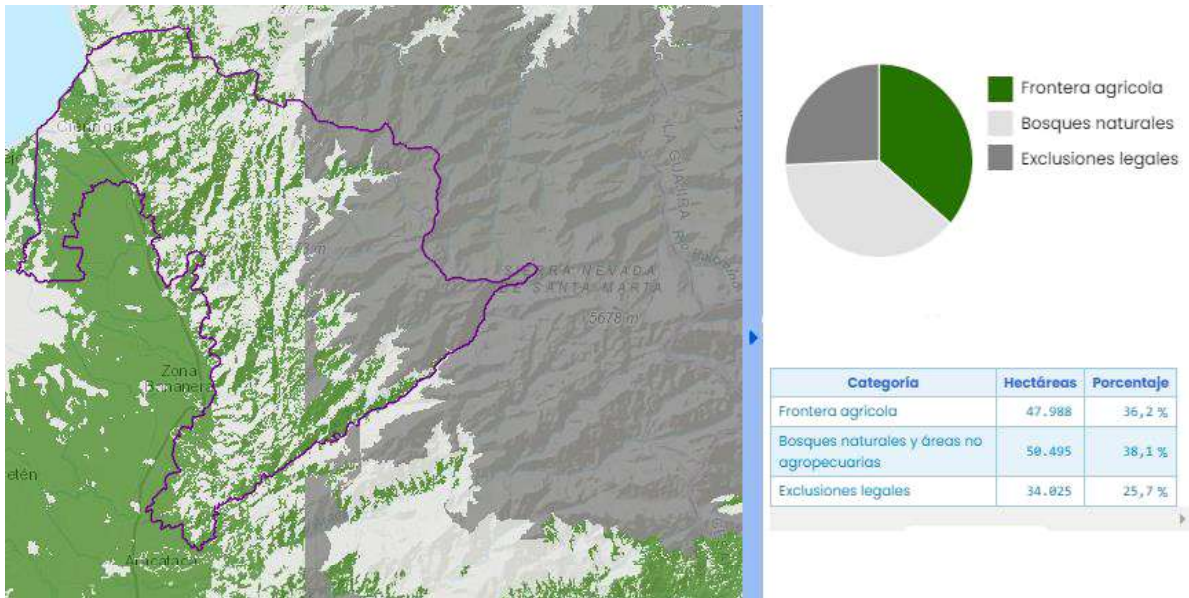 Ciénaga
LA GUAJIRA
SIERRA NEVADA
DE SANTA MARTA
5678 m
Zona
Bananera
etén
Aracataca
Frontera agrícola
Bosques naturales
Exclusiones legales
Categoría Hectáreas Porcentaje
Frontera agrícola 47.988 36,2 %
Bosques naturales y áreas no
agropecuarias 50.495 38,1 %
Exclusiones legales 34.025 25,7 %